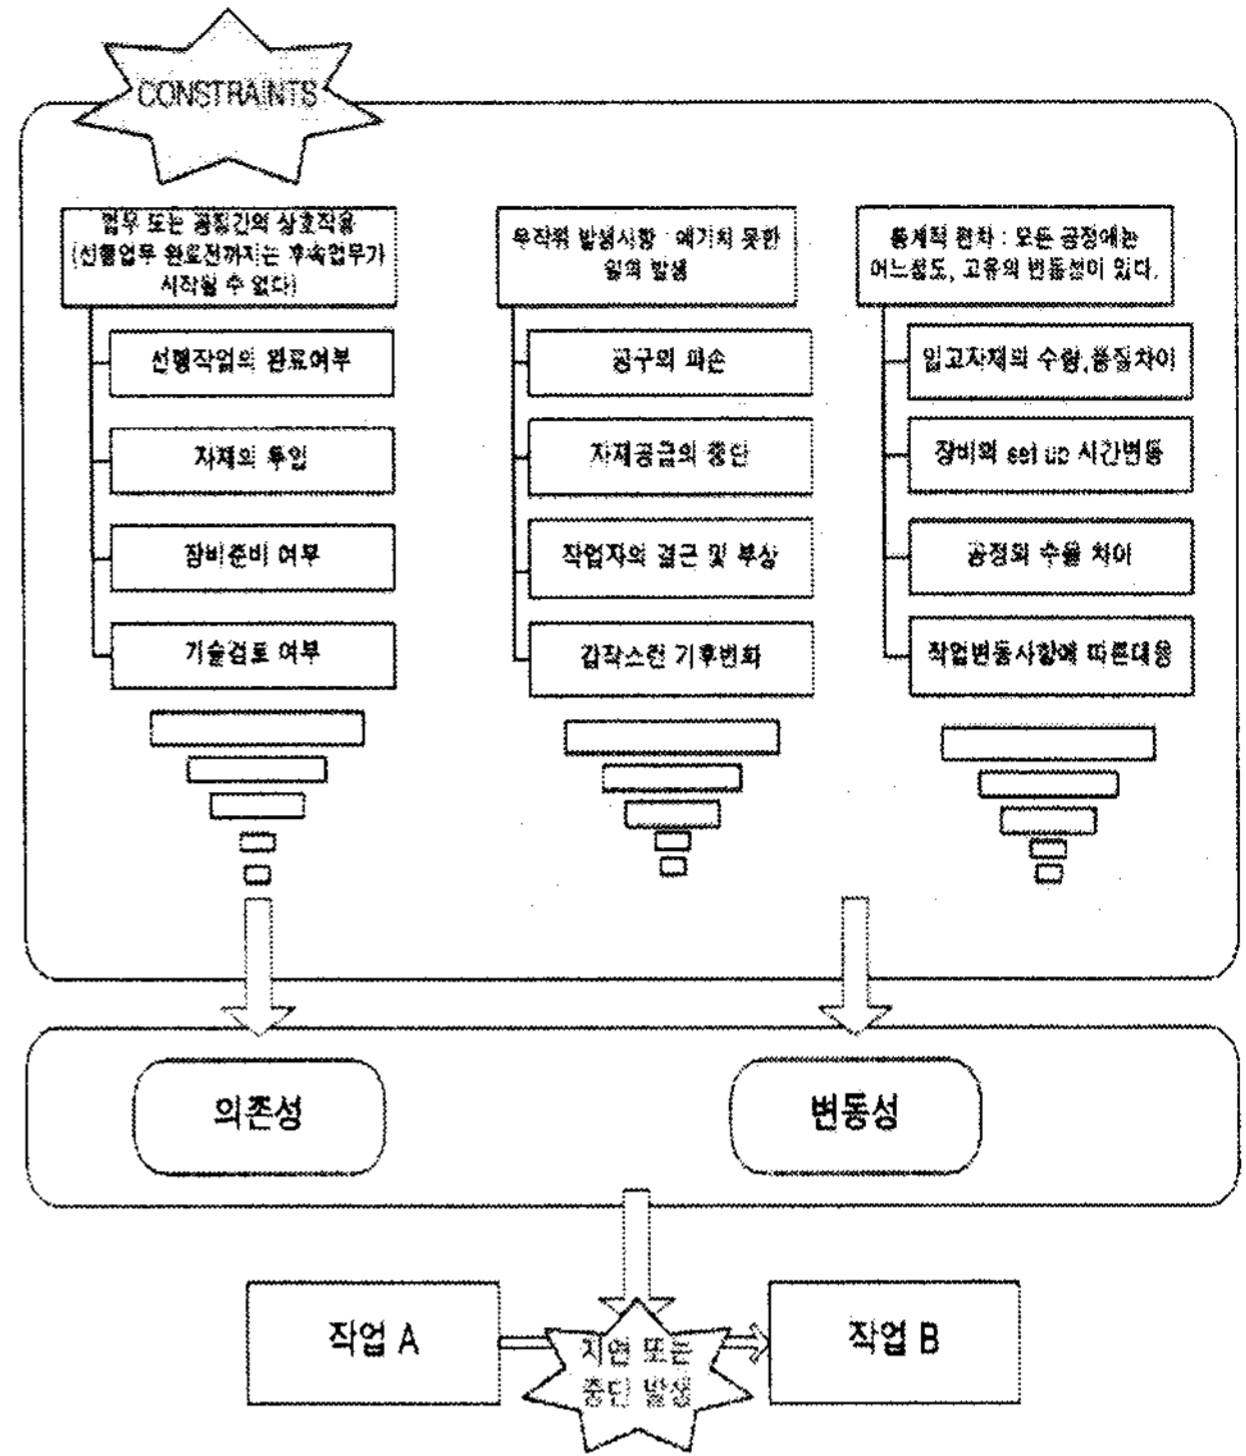 CONSTRAINTS
업무 또는 공정간의 상호작용
(선행업무 완료전까지는 후속업무가
시작될 수 없다)
선행작업의 완료여부
자재의 투입
장비준비 여부
기술검토 여부
무작위 발생사항 : 예기치 못한
일의 발생
공구의 파손
자재공급의 중단
작업자의 결근 및 부상
갑작스런 기후변화
통계적 편차 : 모든 공정에는
어느정도, 고유의 변동성이 있다.
입고자재의 수량,품질차이
장비의 set up 시간변동
공정의 수율 차이
작업변동사항에 따른대응
의존성
변동성
작업 A
지연 또는
중단 발생
작업 B